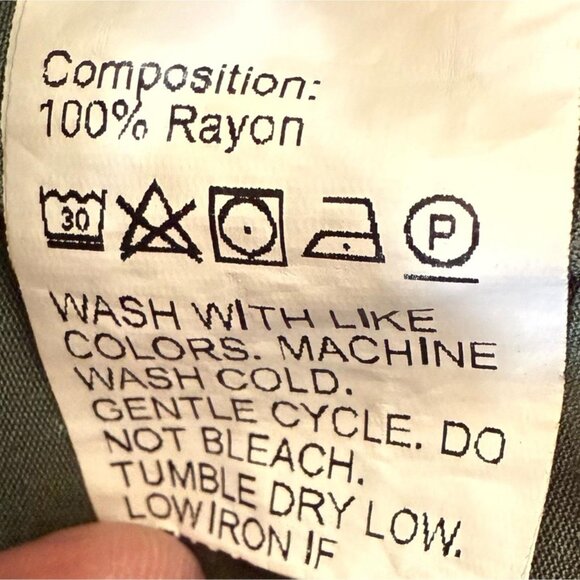 Composition:
100% Rayon
30 P
WASH WITH LIKE
COLORS. MACHINE
WASH COLD.
GENTLE CYCLE. DO
NOT BLEACH.
TUMBLE DRY LOW.
LOW IRON IF